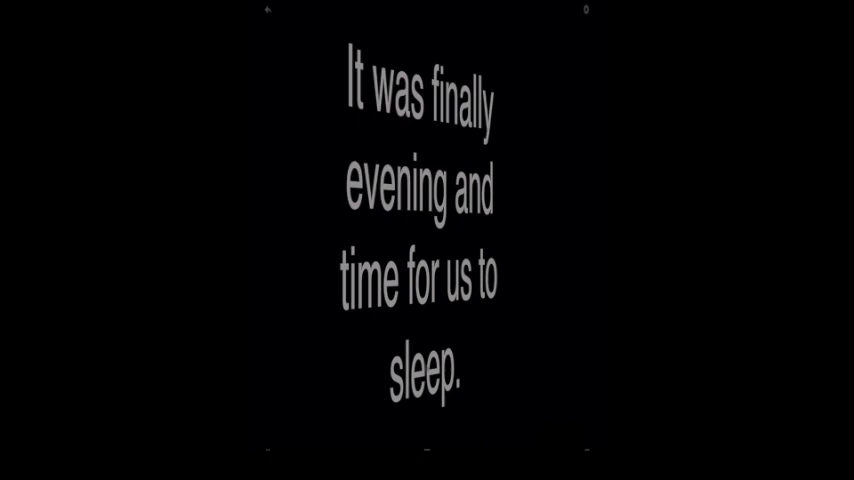 It was finally
evening and
time for us to
sleep.